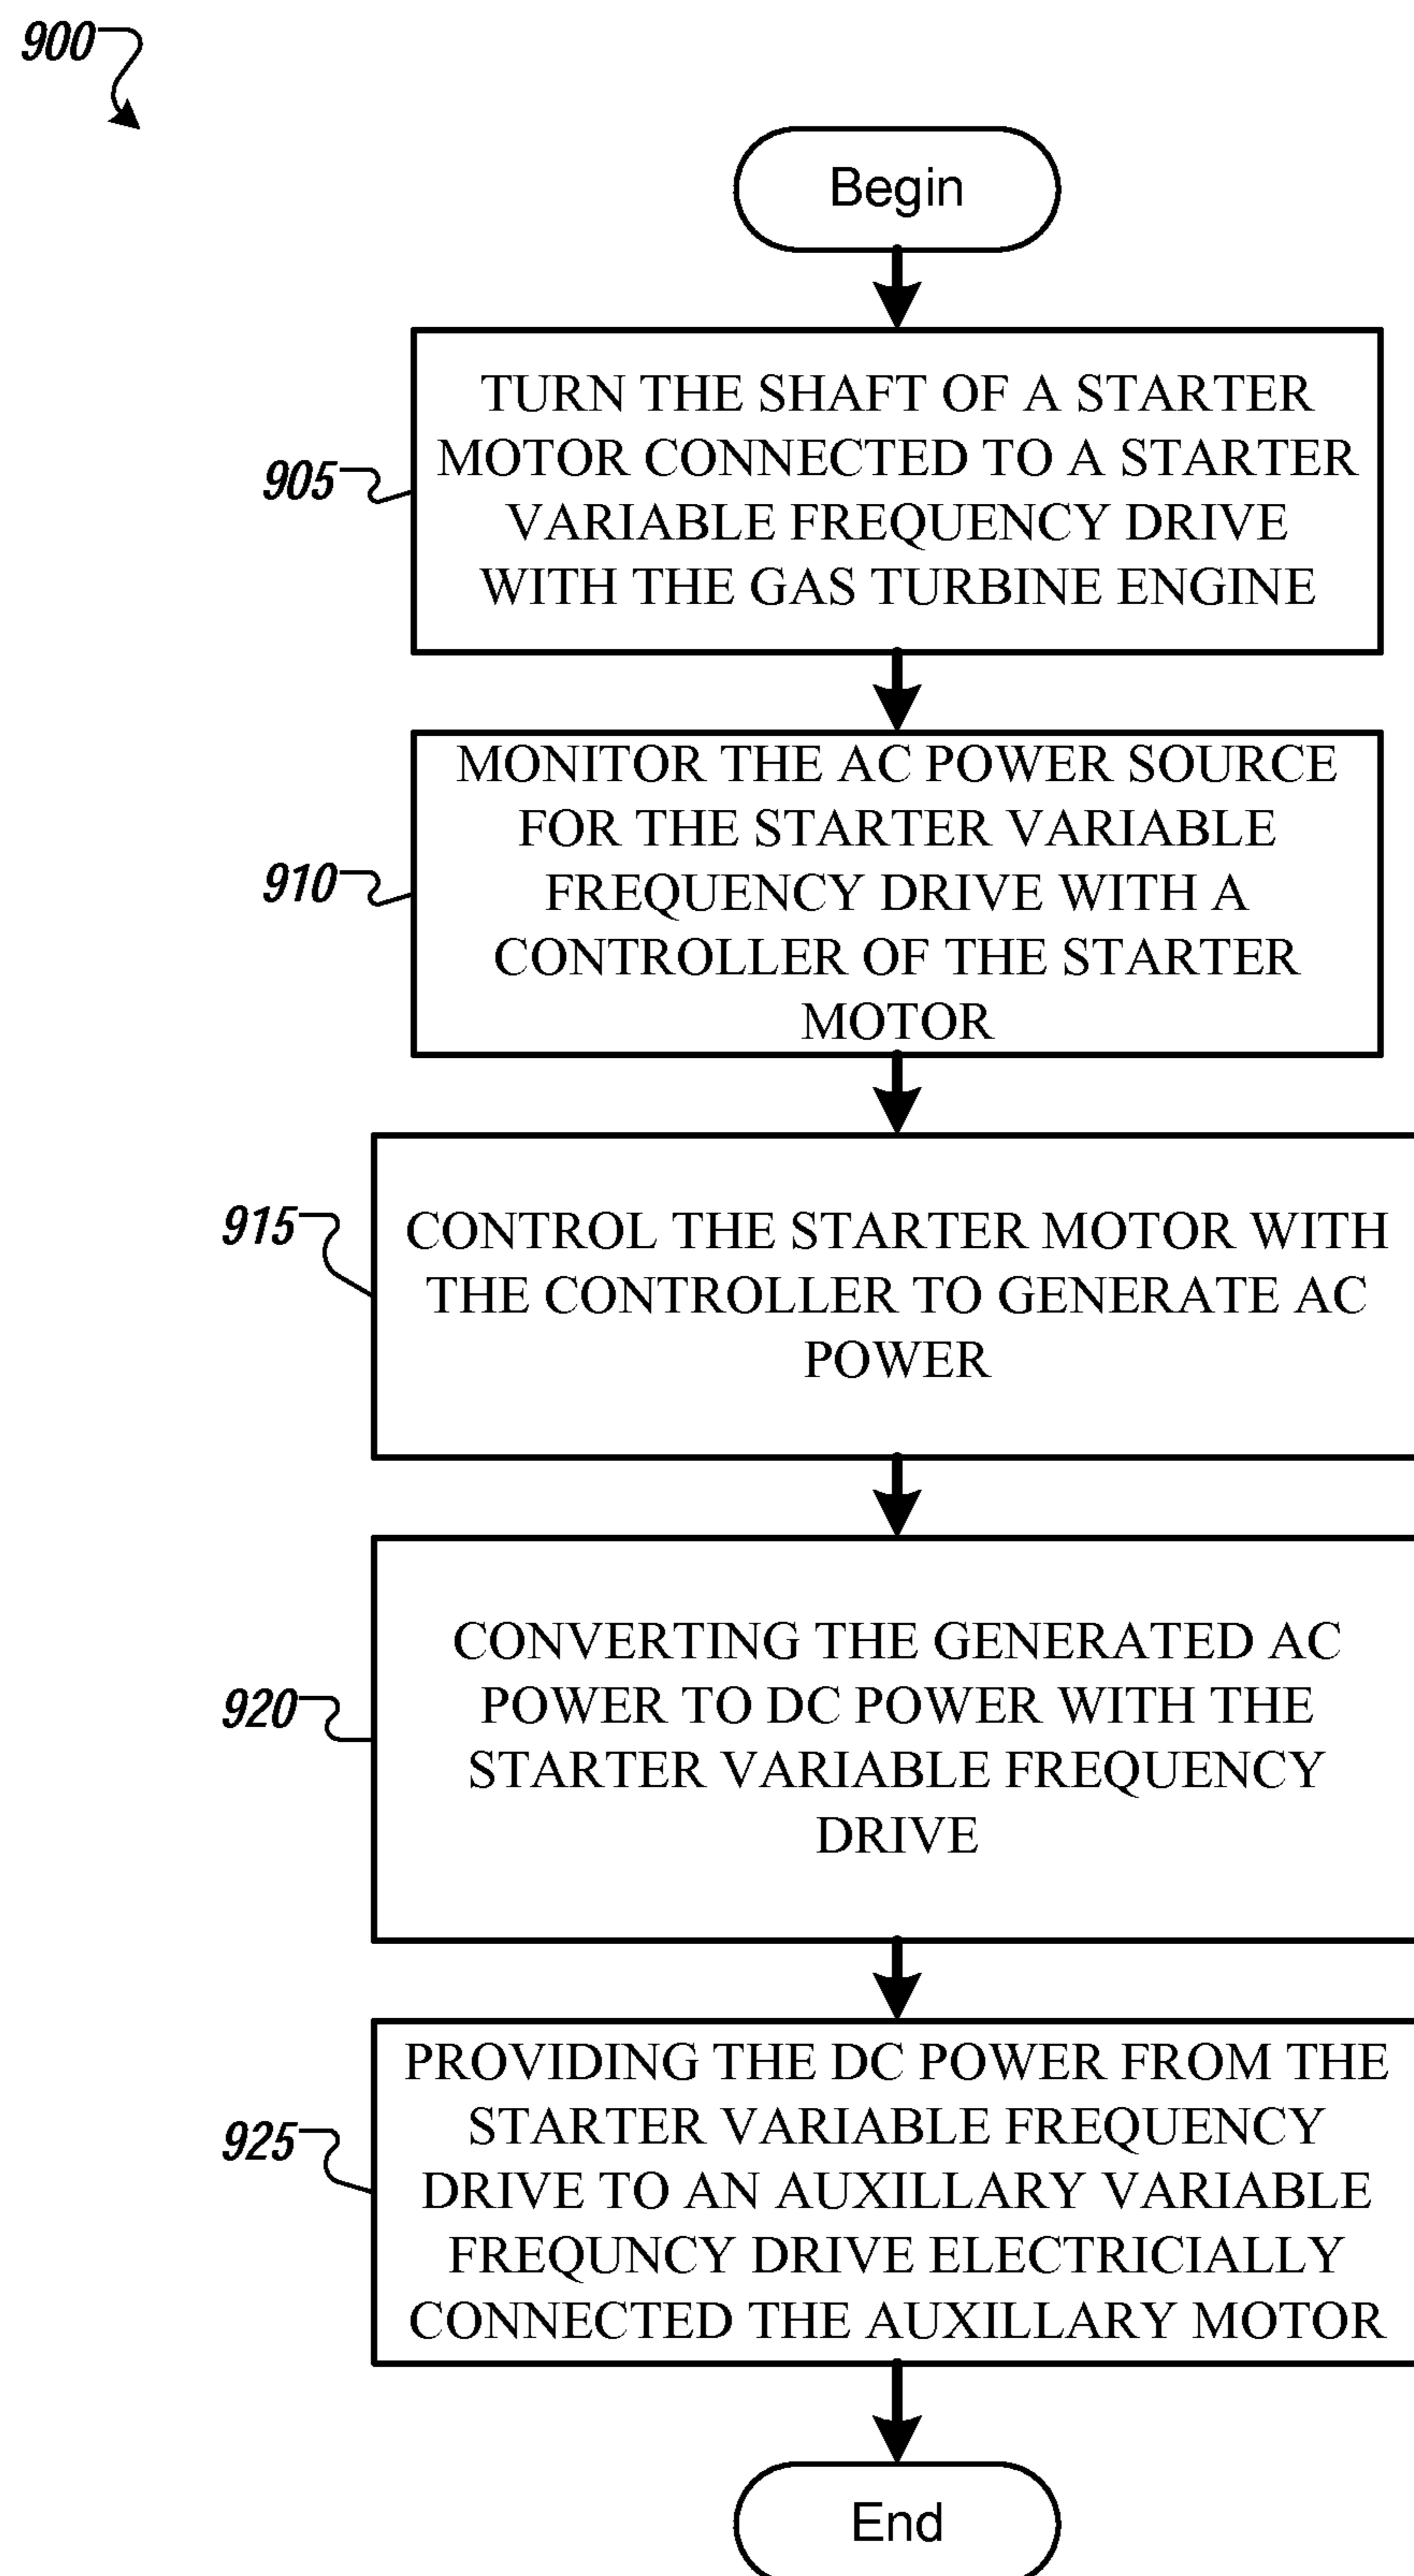 900
Begin
905
TURN THE SHAFT OF A STARTER
MOTOR CONNECTED TO A STARTER
VARIABLE FREQUENCY DRIVE
WITH THE GAS TURBINE ENGINE
910
MONITOR THE AC POWER SOURCE
FOR THE STARTER VARIABLE
FREQUENCY DRIVE WITH A
CONTROLLER OF THE STARTER
MOTOR
915
CONTROL THE STARTER MOTOR WITH
THE CONTROLLER TO GENERATE AC
POWER
920
CONVERTING THE GENERATED AC
POWER TO DC POWER WITH THE
STARTER VARIABLE FREQUENCY
DRIVE
925
PROVIDING THE DC POWER FROM THE
STARTER VARIABLE FREQUENCY
DRIVE TO AN AUXILLARY VARIABLE
FREQUNCY DRIVE ELECTRICIALLY
CONNECTED THE AUXILLARY MOTOR
End